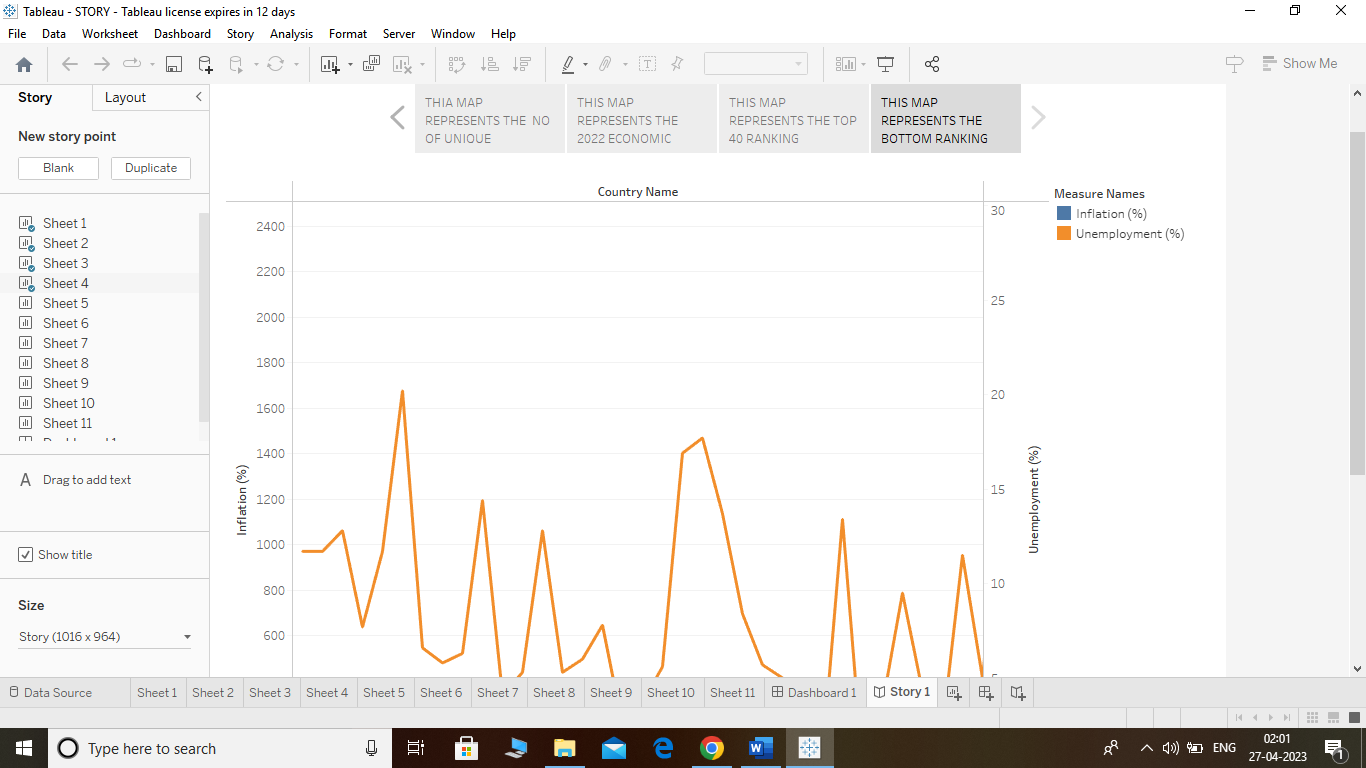 Tableau - STORY - Tableau license expires in 12 days
File Data Worksheet Dashboard Story Analysis Format Server Window Help
Show Me
Story Layout
New story point
Blank Duplicate
Sheet 1
Sheet 2
Sheet 3
Sheet 4
Sheet 5
Sheet 6
Sheet 7
Sheet 8
Sheet 9
Sheet 10
Sheet 11
A Drag to add text
Show title
Size
Story (1016 x 964)
THIA MAP
REPRESENTS THE NO
OF UNIQUE
THIS MAP
REPRESENTS THE
2022 ECONOMIC
THIS MAP
REPRESENTS THE TOP
40 RANKING
THIS MAP
REPRESENTS THE
BOTTOM RANKING
Country Name
2400
2200
2000
1800
1600
1400
1200
1000
800
600
Inflation (%)
30
25
20
15
10
Unemployment (%)
Measure Names
Inflation (%)
Unemployment (%)
Data Source Sheet 1 Sheet 2 Sheet 3 Sheet 4 Sheet 5 Sheet 6 Sheet 7 Sheet 8 Sheet 9 Sheet 10 Sheet 11 Dashboard 1 Story 1
Type here to search
ENG
02:01
27-04-2023
1